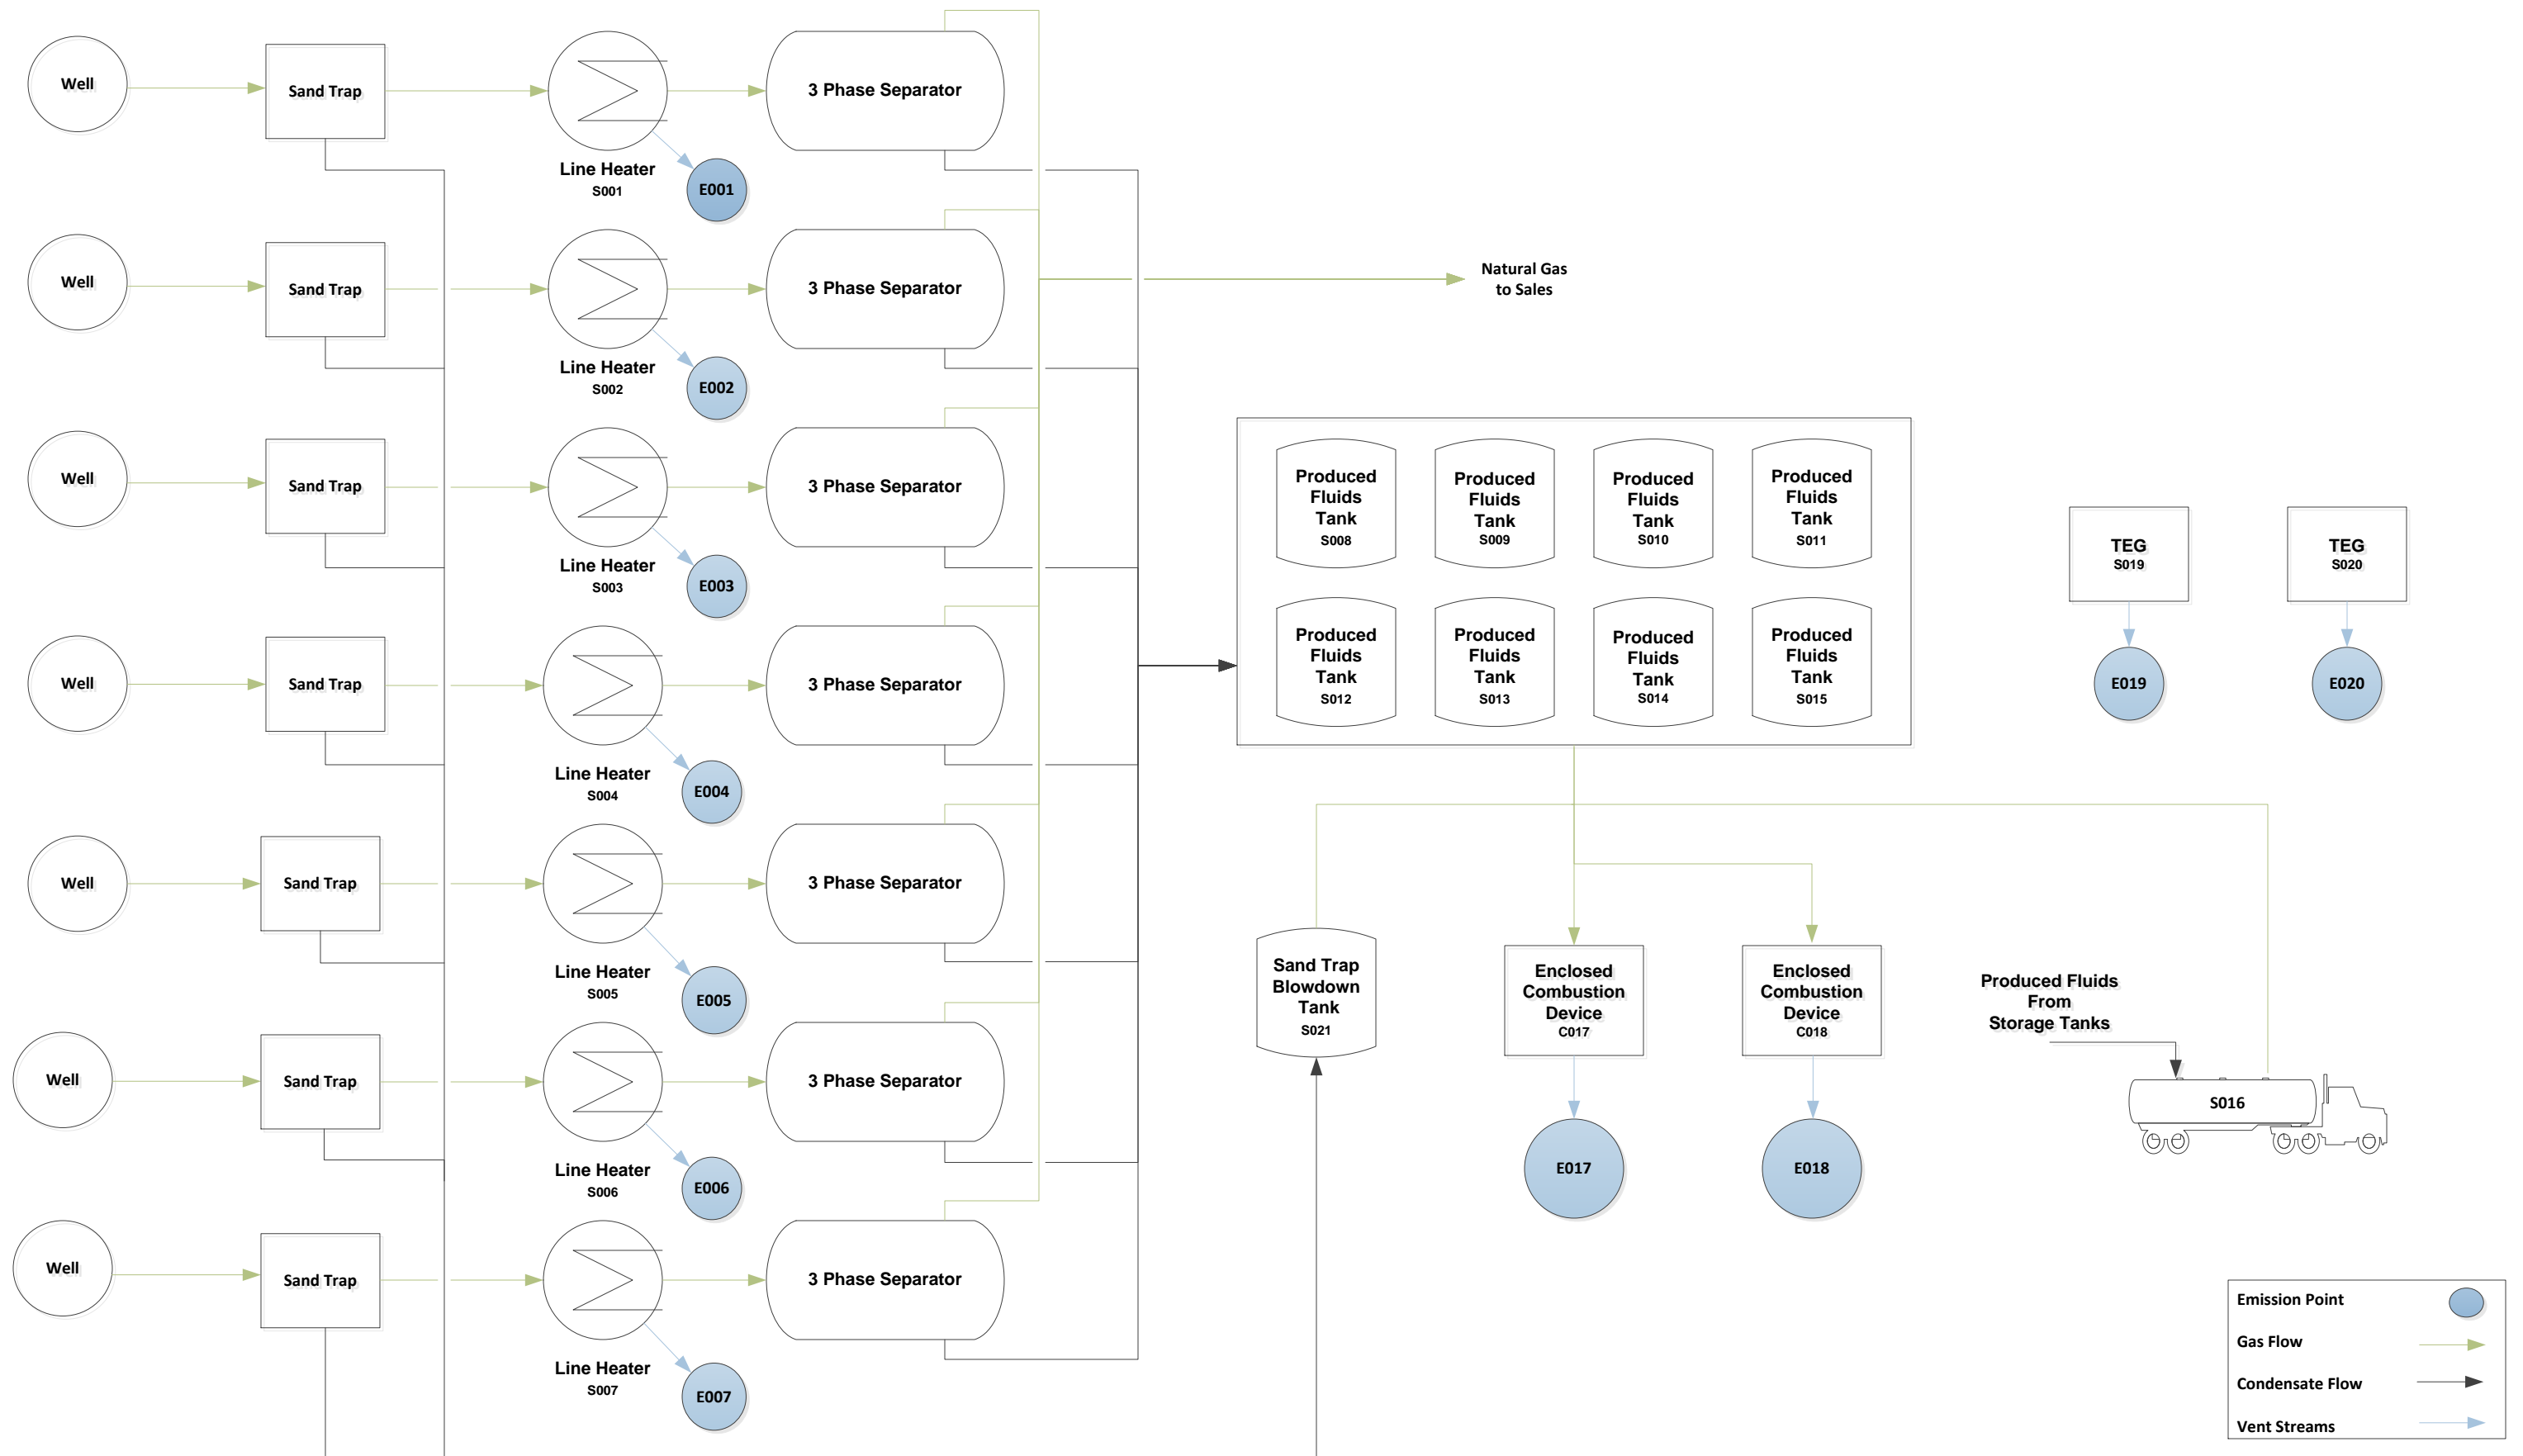 Well
Sand Trap
3 Phase Separator
Line Heater
S001
E001
Well
Sand Trap
3 Phase Separator
Line Heater
S002
E002
Natural Gas
to Sales
Well
Sand Trap
3 Phase Separator
Line Heater
S003
E003
Well
Sand Trap
3 Phase Separator
Line Heater
S004
E004
Well
Sand Trap
3 Phase Separator
Line Heater
S005
E005
Well
Sand Trap
3 Phase Separator
Line Heater
S006
E006
Well
Sand Trap
3 Phase Separator
Line Heater
S007
E007
Produced
Fluids
Tank
S008
Produced
Fluids
Tank
S009
Produced
Fluids
Tank
S010
Produced
Fluids
Tank
S011
Produced
Fluids
Tank
S012
Produced
Fluids
Tank
S013
Produced
Fluids
Tank
S014
Produced
Fluids
Tank
S015
TEG
S019
E019
TEG
S020
E020
Sand Trap
Blowdown
Tank
S021
Enclosed
Combustion
Device
C017
E017
Enclosed
Combustion
Device
C018
E018
Produced Fluids
From
Storage Tanks
S016
Emission Point
Gas Flow
Condensate Flow
Vent Streams